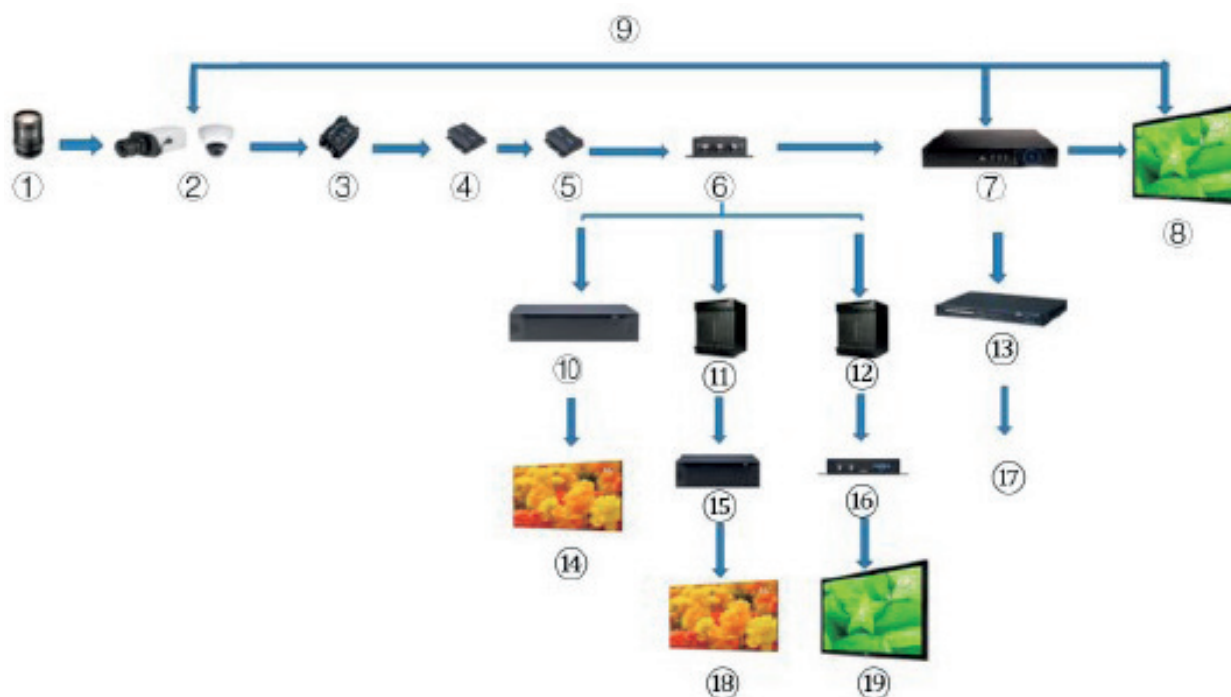 ⑨
① ② ③ ④ ⑤ ⑥ ⑦ ⑧
⑩ ⑪ ⑫ ⑬
⑭ ⑮ ⑯ ⑰
⑱ ⑲